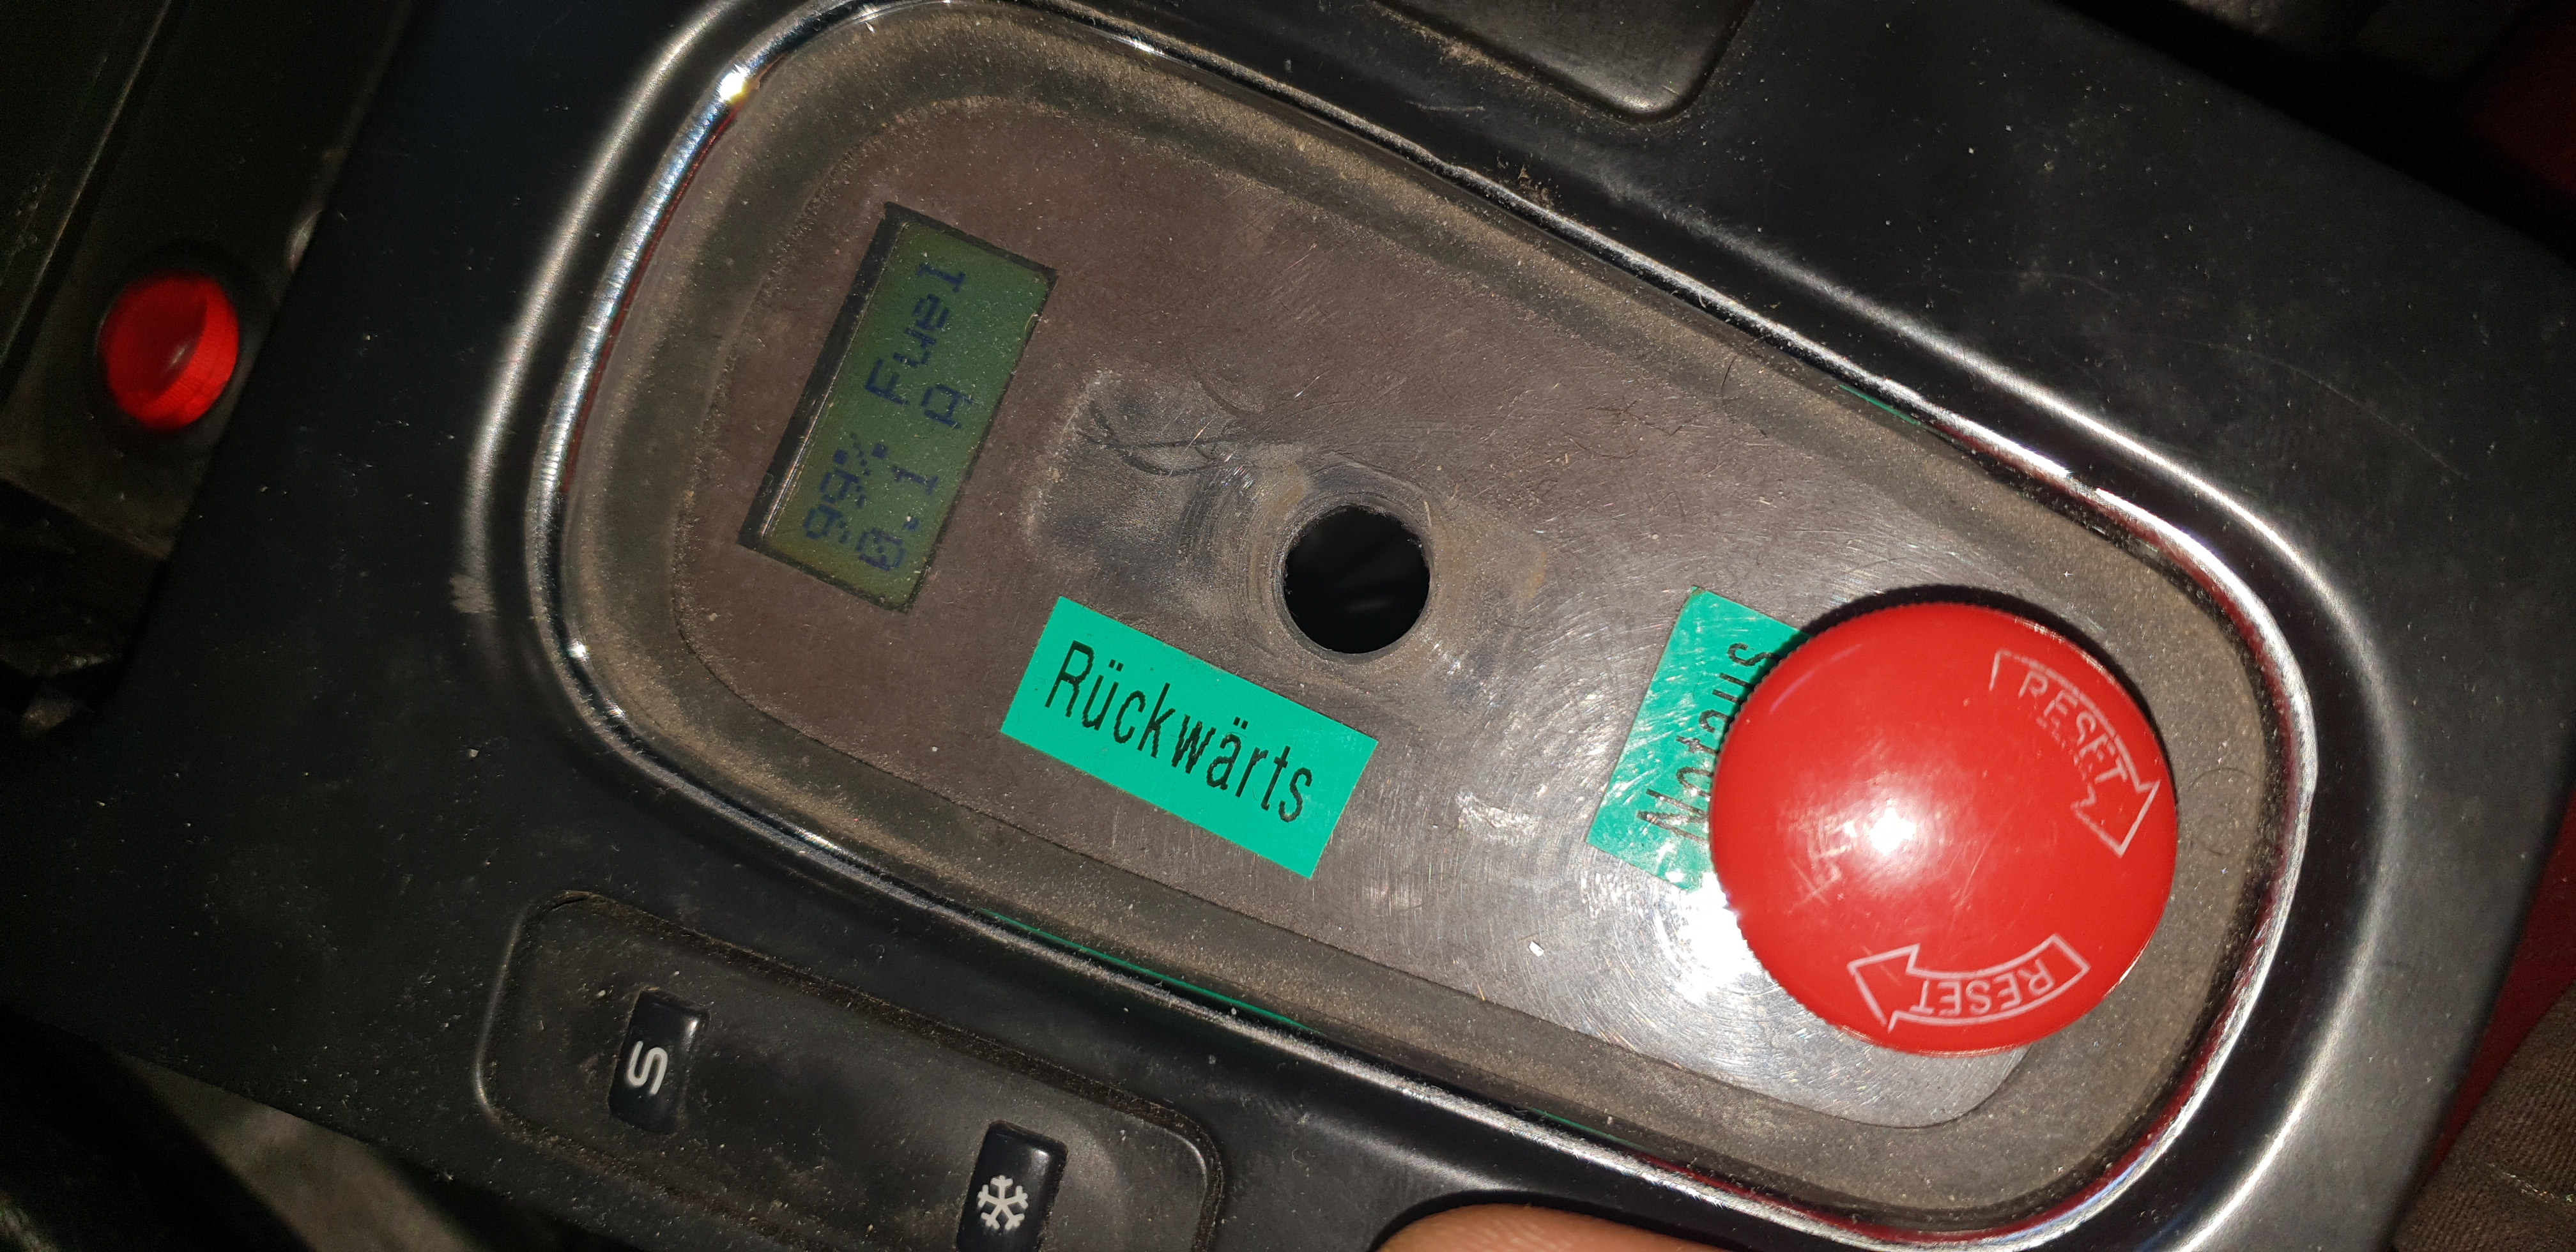 99% Fuel
0.1 A
Rückwärts
Notaus
RESET
RESET
S